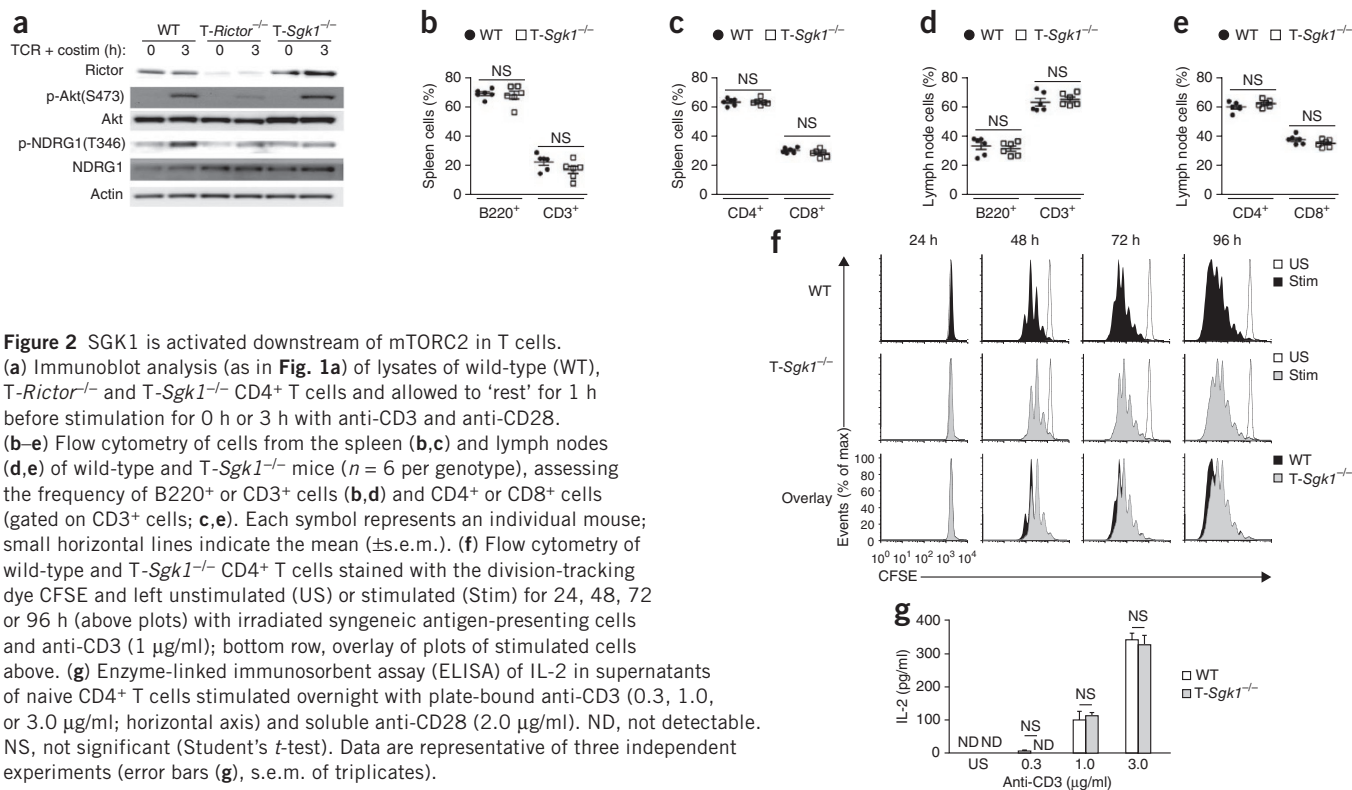 a
WT T-Rictor–/– T-Sgk1–/–
TCR + costim (h): 0 3 0 3 0 3
Rictor
p-Akt(S473)
Akt
p-NDRG1(T346)
NDRG1
Actin
b
WT T-Sgk1–/–
Spleen cells (%)
80
60
40
20
0
NS
NS
B220+ CD3+
c
WT T-Sgk1–/–
Spleen cells (%)
80
60
40
20
0
NS
NS
CD4+ CD8+
d
WT T-Sgk1–/–
Lymph node cells (%)
80
60
40
20
0
NS
NS
B220+ CD3+
e
WT T-Sgk1–/–
Lymph node cells (%)
80
60
40
20
0
NS
NS
CD4+ CD8+
f
24 h 48 h 72 h 96 h
WT
US
Stim
T-Sgk1–/–
US
Stim
Overlay
WT
T-Sgk1–/–
Events (% of max)
100
80
60
40
20
0
100 101 102 103 104
CFSE
Figure 2 SGK1 is activated downstream of mTORC2 in T cells.
(a) Immunoblot analysis (as in Fig. 1a) of lysates of wild-type (WT),
T-Rictor–/– and T-Sgk1–/– CD4+ T cells and allowed to ‘rest’ for 1 h
before stimulation for 0 h or 3 h with anti-CD3 and anti-CD28.
(b–e) Flow cytometry of cells from the spleen (b,c) and lymph nodes
(d,e) of wild-type and T-Sgk1–/– mice (n = 6 per genotype), assessing
the frequency of B220+ or CD3+ cells (b,d) and CD4+ or CD8+ cells
(gated on CD3+ cells; c,e). Each symbol represents an individual mouse;
small horizontal lines indicate the mean (±s.e.m.). (f) Flow cytometry of
wild-type and T-Sgk1–/– CD4+ T cells stained with the division-tracking
dye CFSE and left unstimulated (US) or stimulated (Stim) for 24, 48, 72
or 96 h (above plots) with irradiated syngeneic antigen-presenting cells
and anti-CD3 (1 μg/ml); bottom row, overlay of plots of stimulated cells
above. (g) Enzyme-linked immunosorbent assay (ELISA) of IL-2 in supernatants
of naive CD4+ T cells stimulated overnight with plate-bound anti-CD3 (0.3, 1.0,
or 3.0 μg/ml; horizontal axis) and soluble anti-CD28 (2.0 μg/ml). ND, not detectable.
NS, not significant (Student’s t-test). Data are representative of three independent
experiments (error bars (g), s.e.m. of triplicates).
g
IL-2 (pg/ml)
400
300
200
100
0
NS
NS
NS
ND ND
ND
WT
T-Sgk1–/–
US 0.3 1.0 3.0
Anti-CD3 (μg/ml)